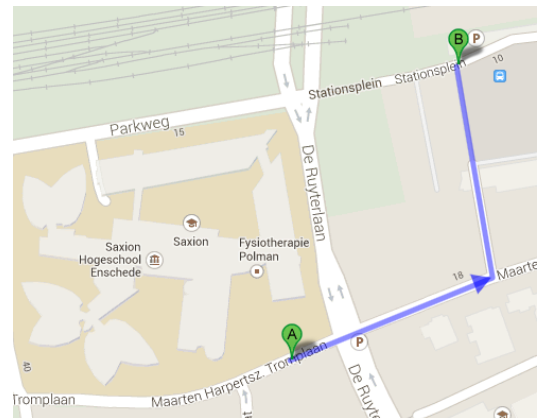 B
P
Stationsplein
Stationsplein
10
Parkweg
15
De Ruyterlaan
Saxion
Saxion
Hogeschool
Enschede
Fysiotherapie
Polman
18
Maarten
A
P
Maarten Harpertsz. Tromplaan
De Ruyterlaan
40
Tromplaan